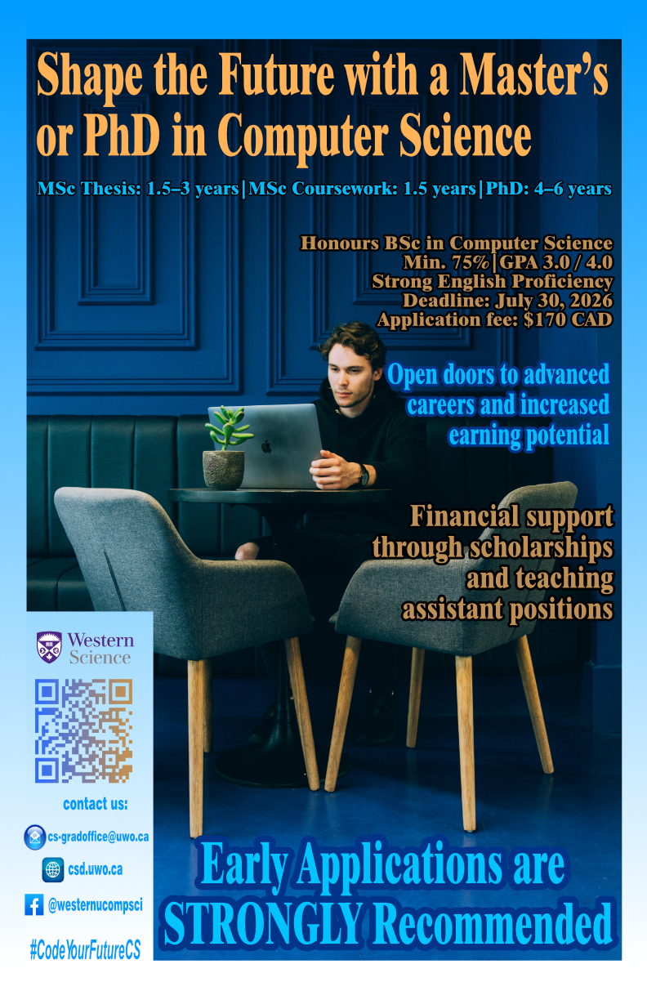 Shape the Future with a Master’s
or PhD in Computer Science
MSc Thesis: 1.5–3 years|MSc Coursework: 1.5 years|PhD: 4–6 years
Honours BSc in Computer Science
Min. 75%|GPA 3.0 / 4.0
Strong English Proficiency
Deadline: July 30, 2026
Application fee: $170 CAD
Open doors to advanced
careers and increased
earning potential
Financial support
through scholarships
and teaching
assistant positions
Western
Science
contact us:
cs-gradoffice@uwo.ca
csd.uwo.ca
@westernucompsci
#CodeYourFutureCS
Early Applications are
STRONGLY Recommended